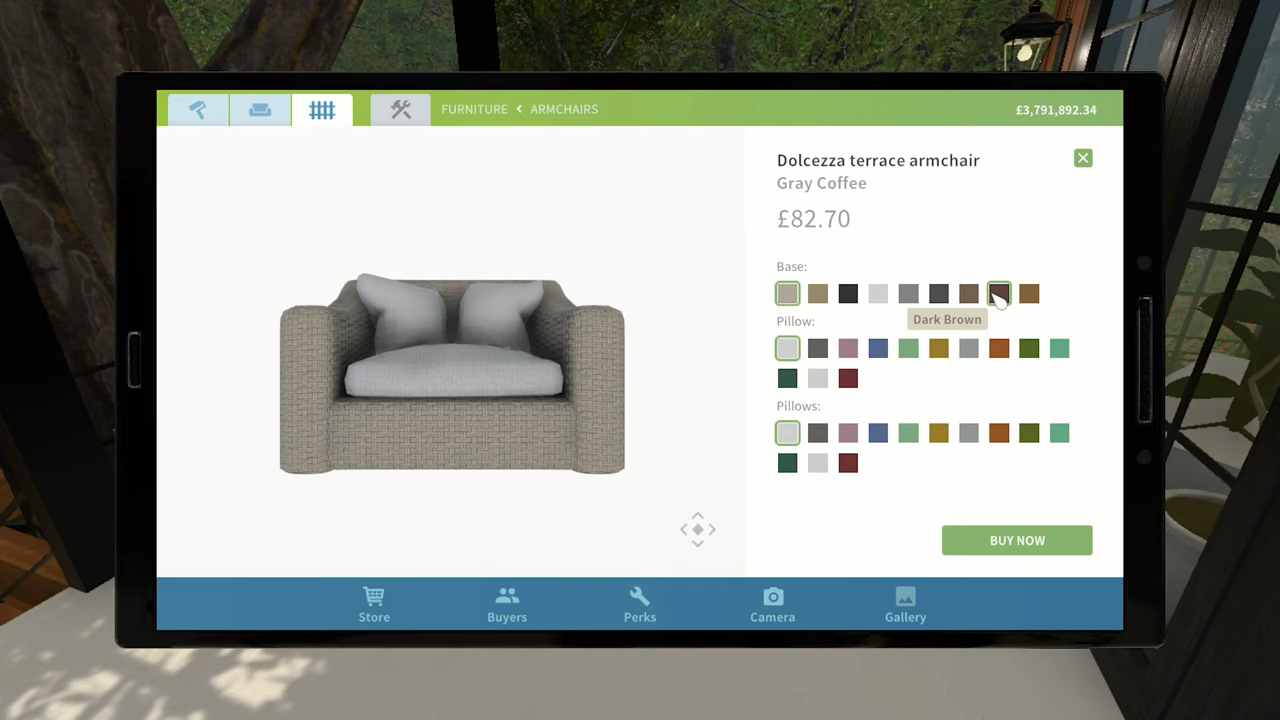 FURNITURE < ARMCHAIRS
£3,791,892.34
Dolcezza terrace armchair
Gray Coffee
£82.70
Base:
Dark Brown
Pillow:
Pillows:
BUY NOW
Store
Buyers
Perks
Camera
Gallery